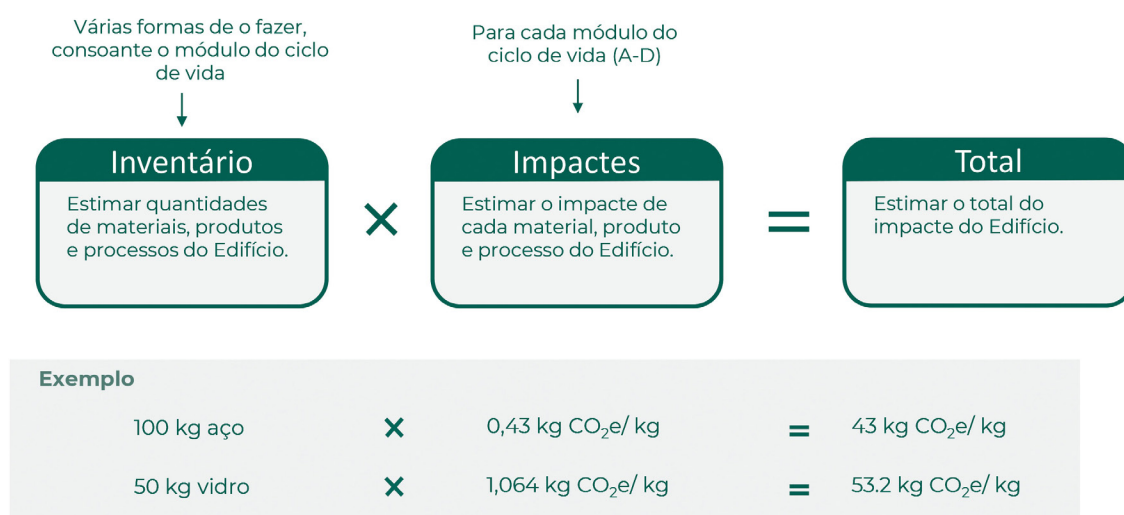 Várias formas de o fazer,
consoante o módulo do ciclo
de vida
Para cada módulo do
ciclo de vida (A-D)
Inventário
Estimar quantidades
de materiais, produtos
e processos do Edifício.
×
Impactes
Estimar o impacte de
cada material, produto
e processo do Edifício.
=
Total
Estimar o total do
impacte do Edifício.
Exemplo
100 kg aço × 0,43 kg CO₂e/ kg = 43 kg CO₂e/ kg
50 kg vidro × 1,064 kg CO₂e/ kg = 53.2 kg CO₂e/ kg